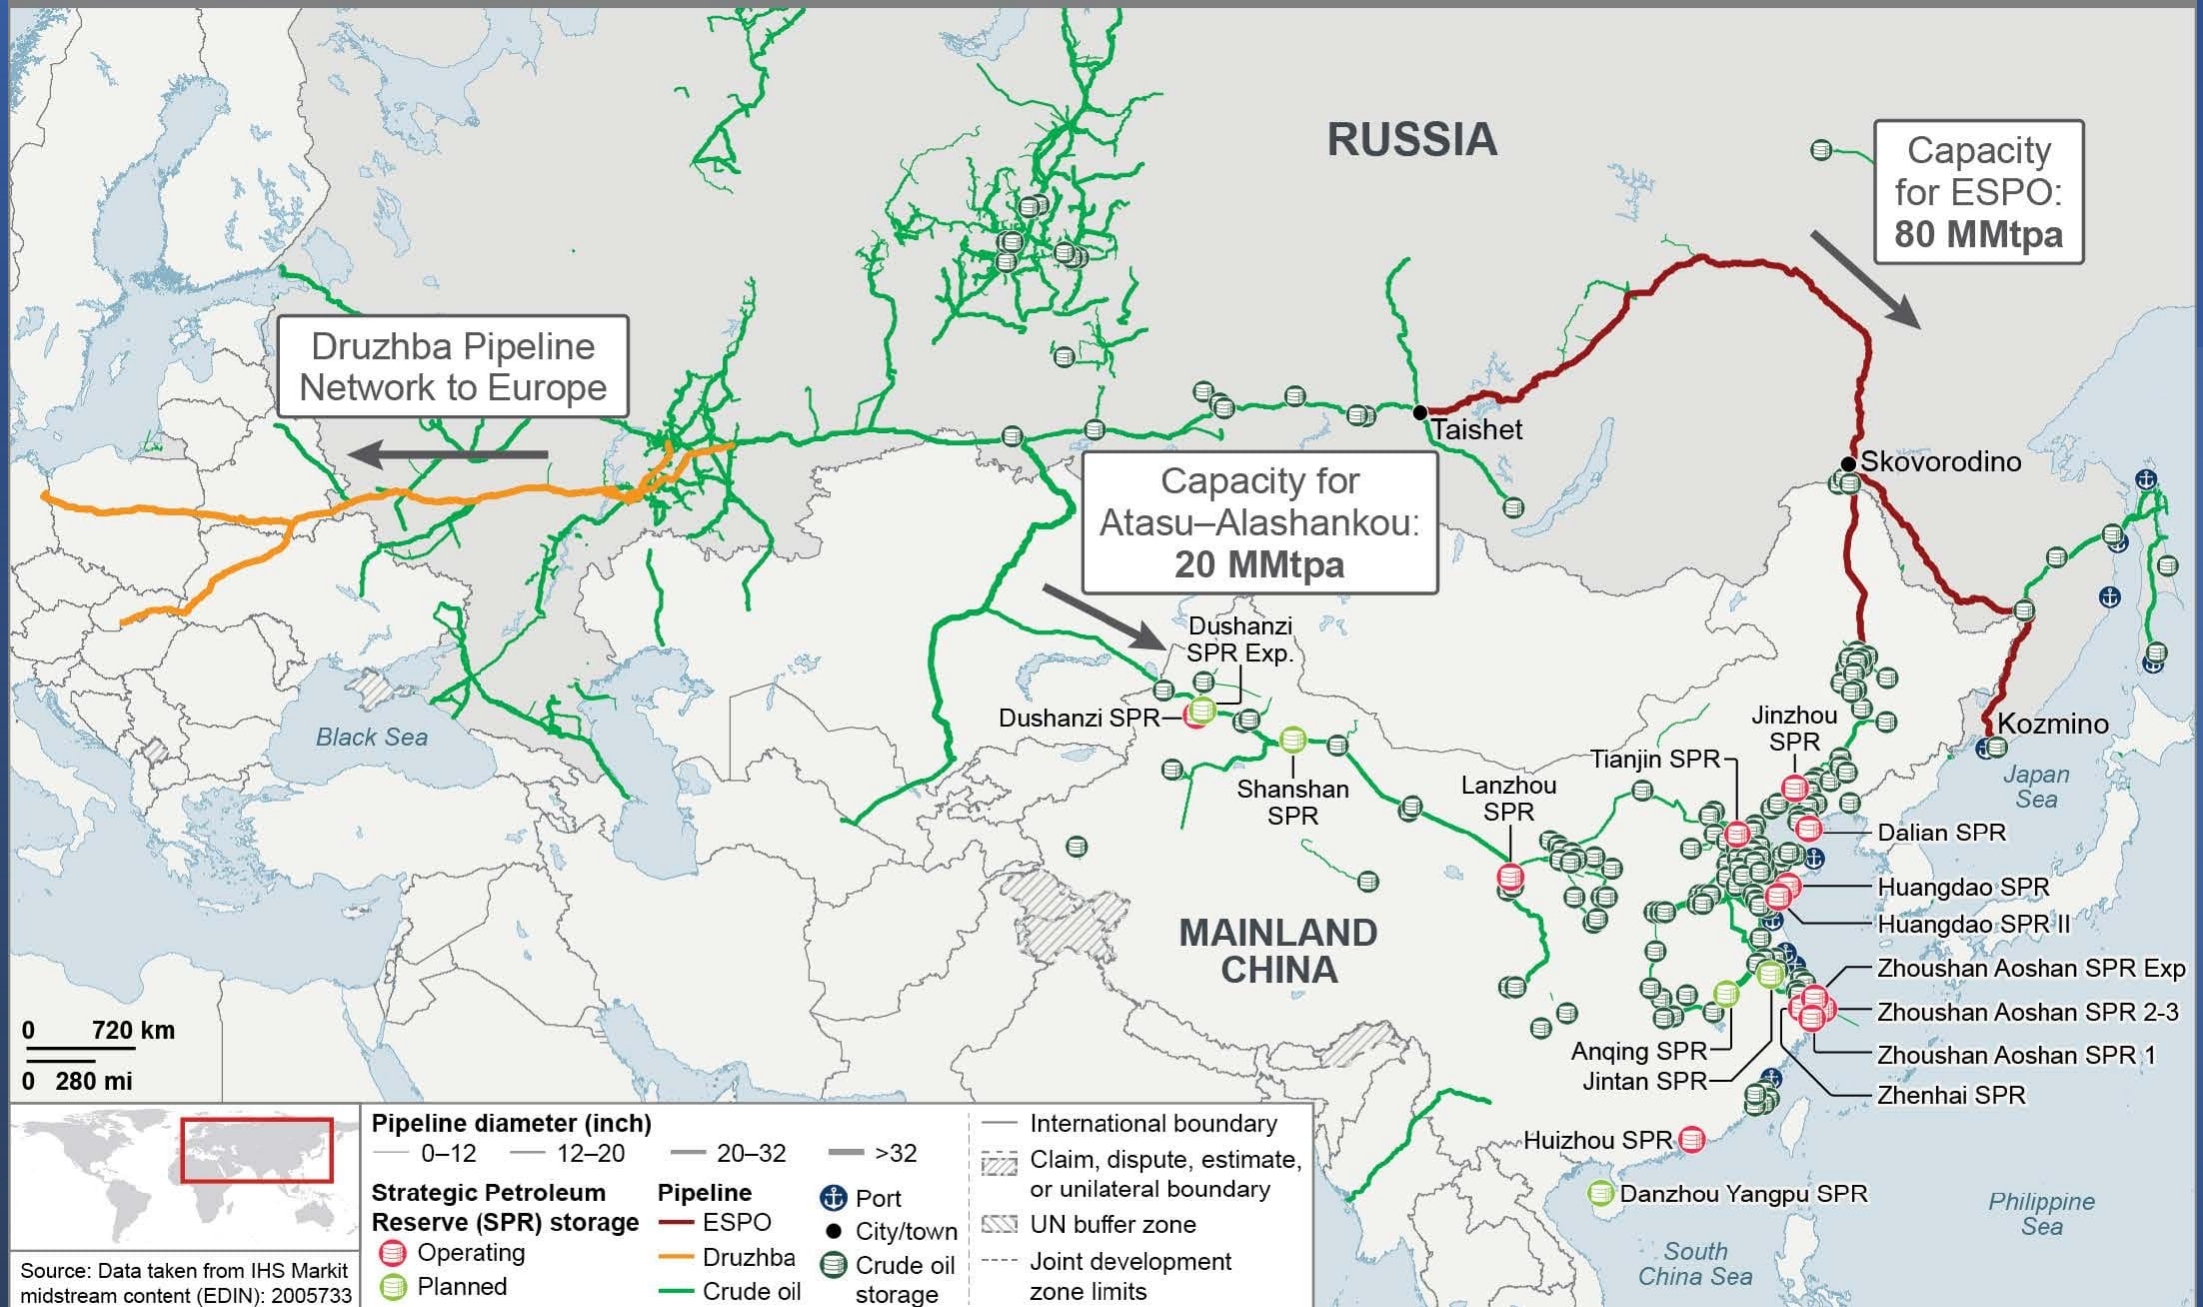 RUSSIA
Capacity
for ESPO:
80 MMtpa
Druzhba Pipeline
Network to Europe
Taishet
Skovorodino
Capacity for
Atasu–Alashankou:
20 MMtpa
Dushanzi
SPR Exp.
Dushanzi SPR
Black Sea
Shanshan
SPR
Lanzhou
SPR
Tianjin SPR
Jinzhou
SPR
Kozmino
Japan
Sea
Dalian SPR
Huangdao SPR
Huangdao SPR II
MAINLAND
CHINA
Zhoushan Aoshan SPR Exp
Zhoushan Aoshan SPR 2-3
Zhoushan Aoshan SPR 1
Zhenhai SPR
Anqing SPR
Jintan SPR
Huizhou SPR
Danzhou Yangpu SPR
Philippine
Sea
South
China Sea
0 720 km
0 280 mi
Source: Data taken from IHS Markit
midstream content (EDIN): 2005733
Pipeline diameter (inch)
0–12 12–20 20–32 >32
Strategic Petroleum
Reserve (SPR) storage
Operating
Planned
Pipeline
ESPO
Druzhba
Crude oil
Port
City/town
Crude oil
storage
International boundary
Claim, dispute, estimate,
or unilateral boundary
UN buffer zone
Joint development
zone limits